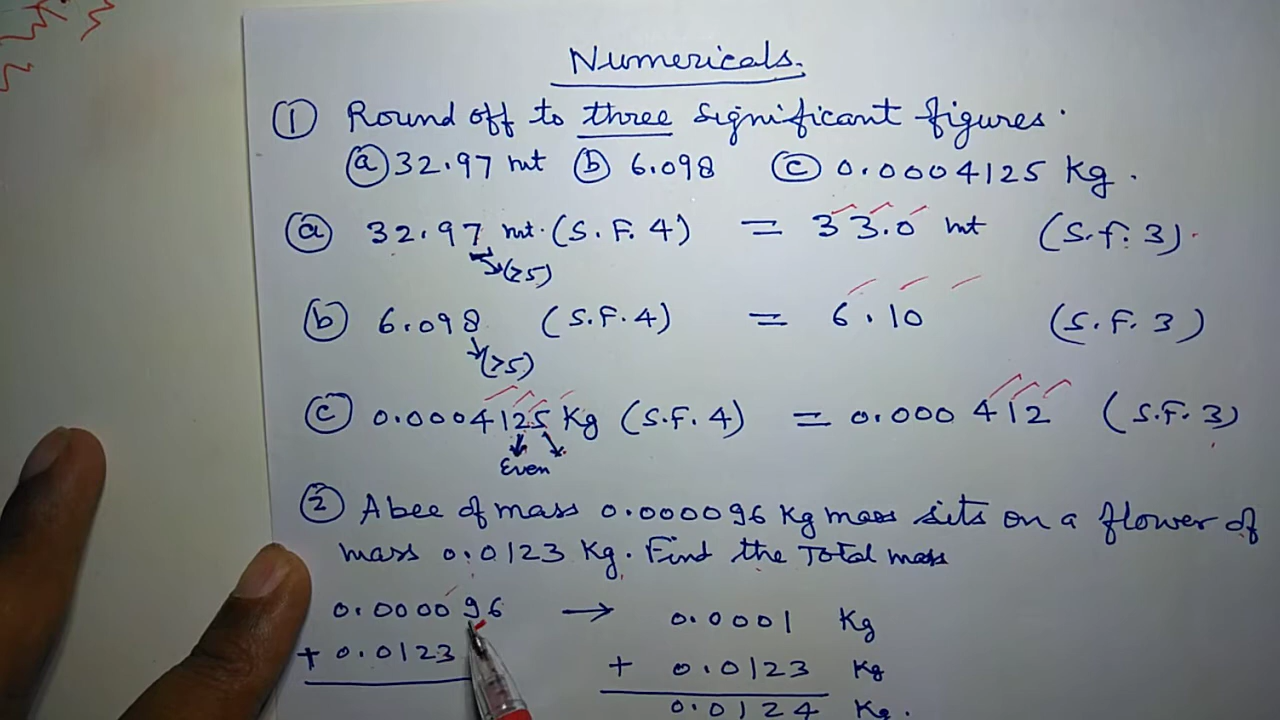 Numericals.
① Round off to three significant figures.
ⓐ 32.97 mt ⓑ 6.098 ⓒ 0.0004125 Kg.
ⓐ 32.97 mt. (S.F. 4) = 33.0 mt (S.f. 3).
(>5)
ⓑ 6.098 (S.F.4) = 6.10 (S.F. 3)
(>5)
ⓒ 0.0004125 Kg (S.F. 4) = 0.000412 (S.F. 3)
Even
② A bee of mass 0.000096 Kg mass sits on a flower of
mass 0.0123 Kg. Find the Total mass
0.000096 → 0.0001 Kg
+ 0.0123 + 0.0123 Kg
0.0124 Kg.